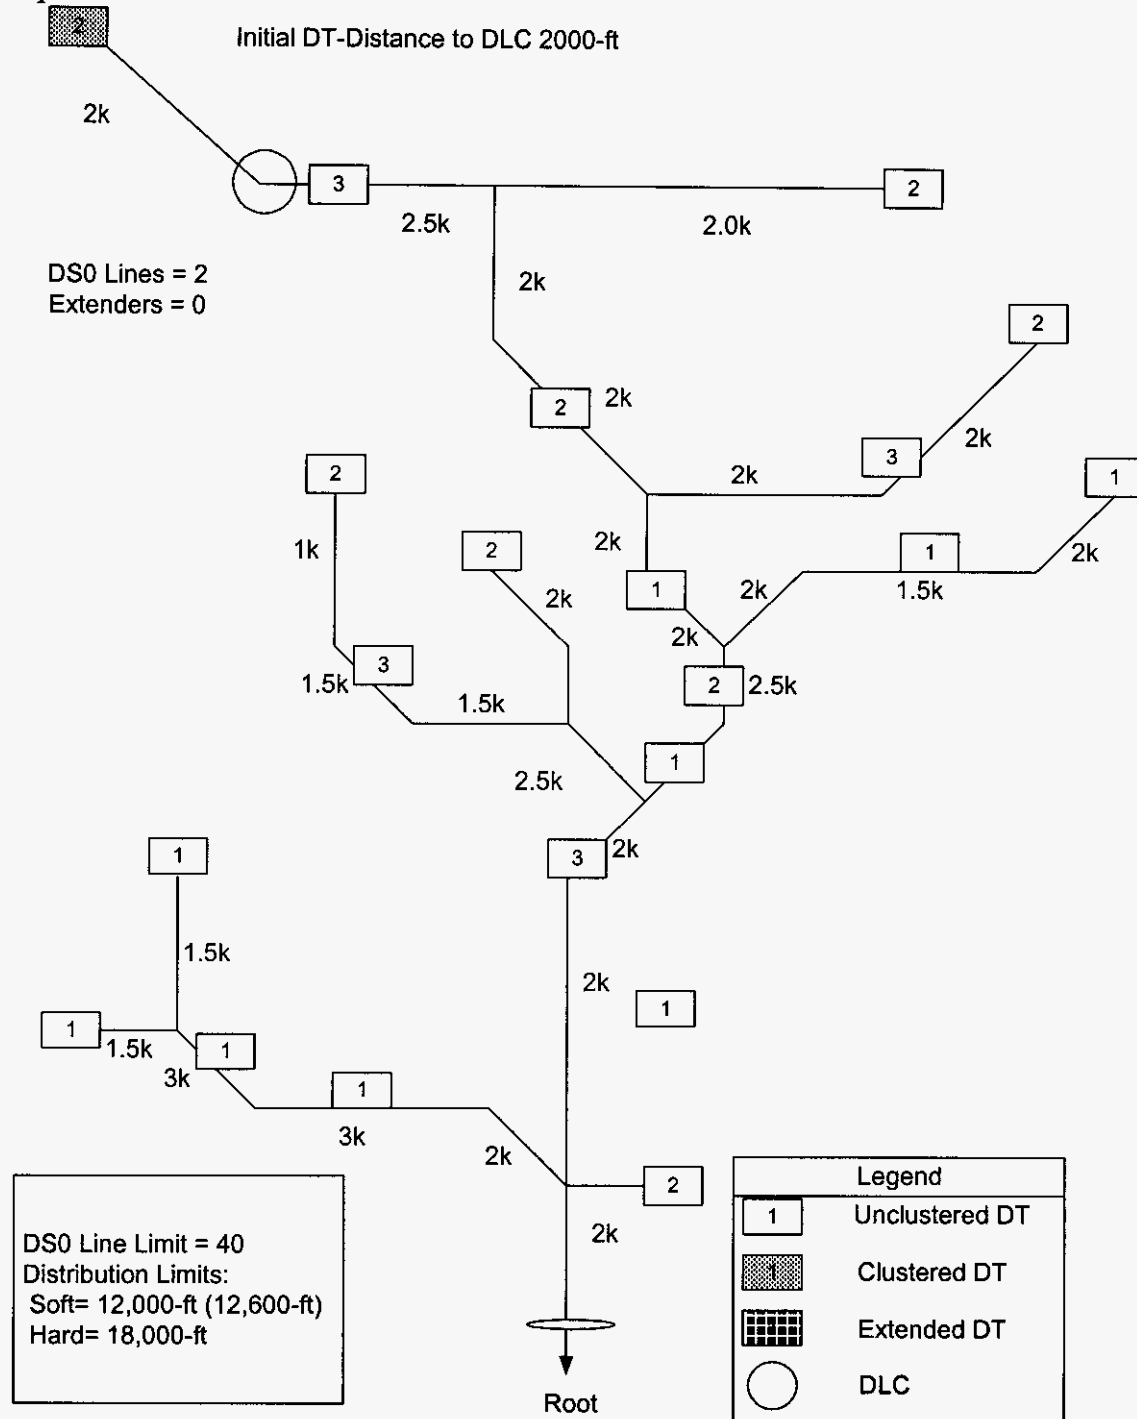 2
Initial DT-Distance to DLC 2000-ft
2k
3
2
2.5k
2.0k
DS0 Lines = 2
Extenders = 0
2k
2
2
2k
3
2k
2
2k
1
1k
2
2k
1
2k
2k
1
2k
1.5k
2k
3
1.5k
1.5k
2
2.5k
1
2.5k
1
3
2k
1.5k
2k
1
1
1.5k
1
3k
1
3k
2k
2
2k
DS0 Line Limit = 40
Distribution Limits:
Soft= 12,000-ft (12,600-ft)
Hard= 18,000-ft
Root
Legend
1
Unclustered DT
1
Clustered DT
Extended DT
DLC